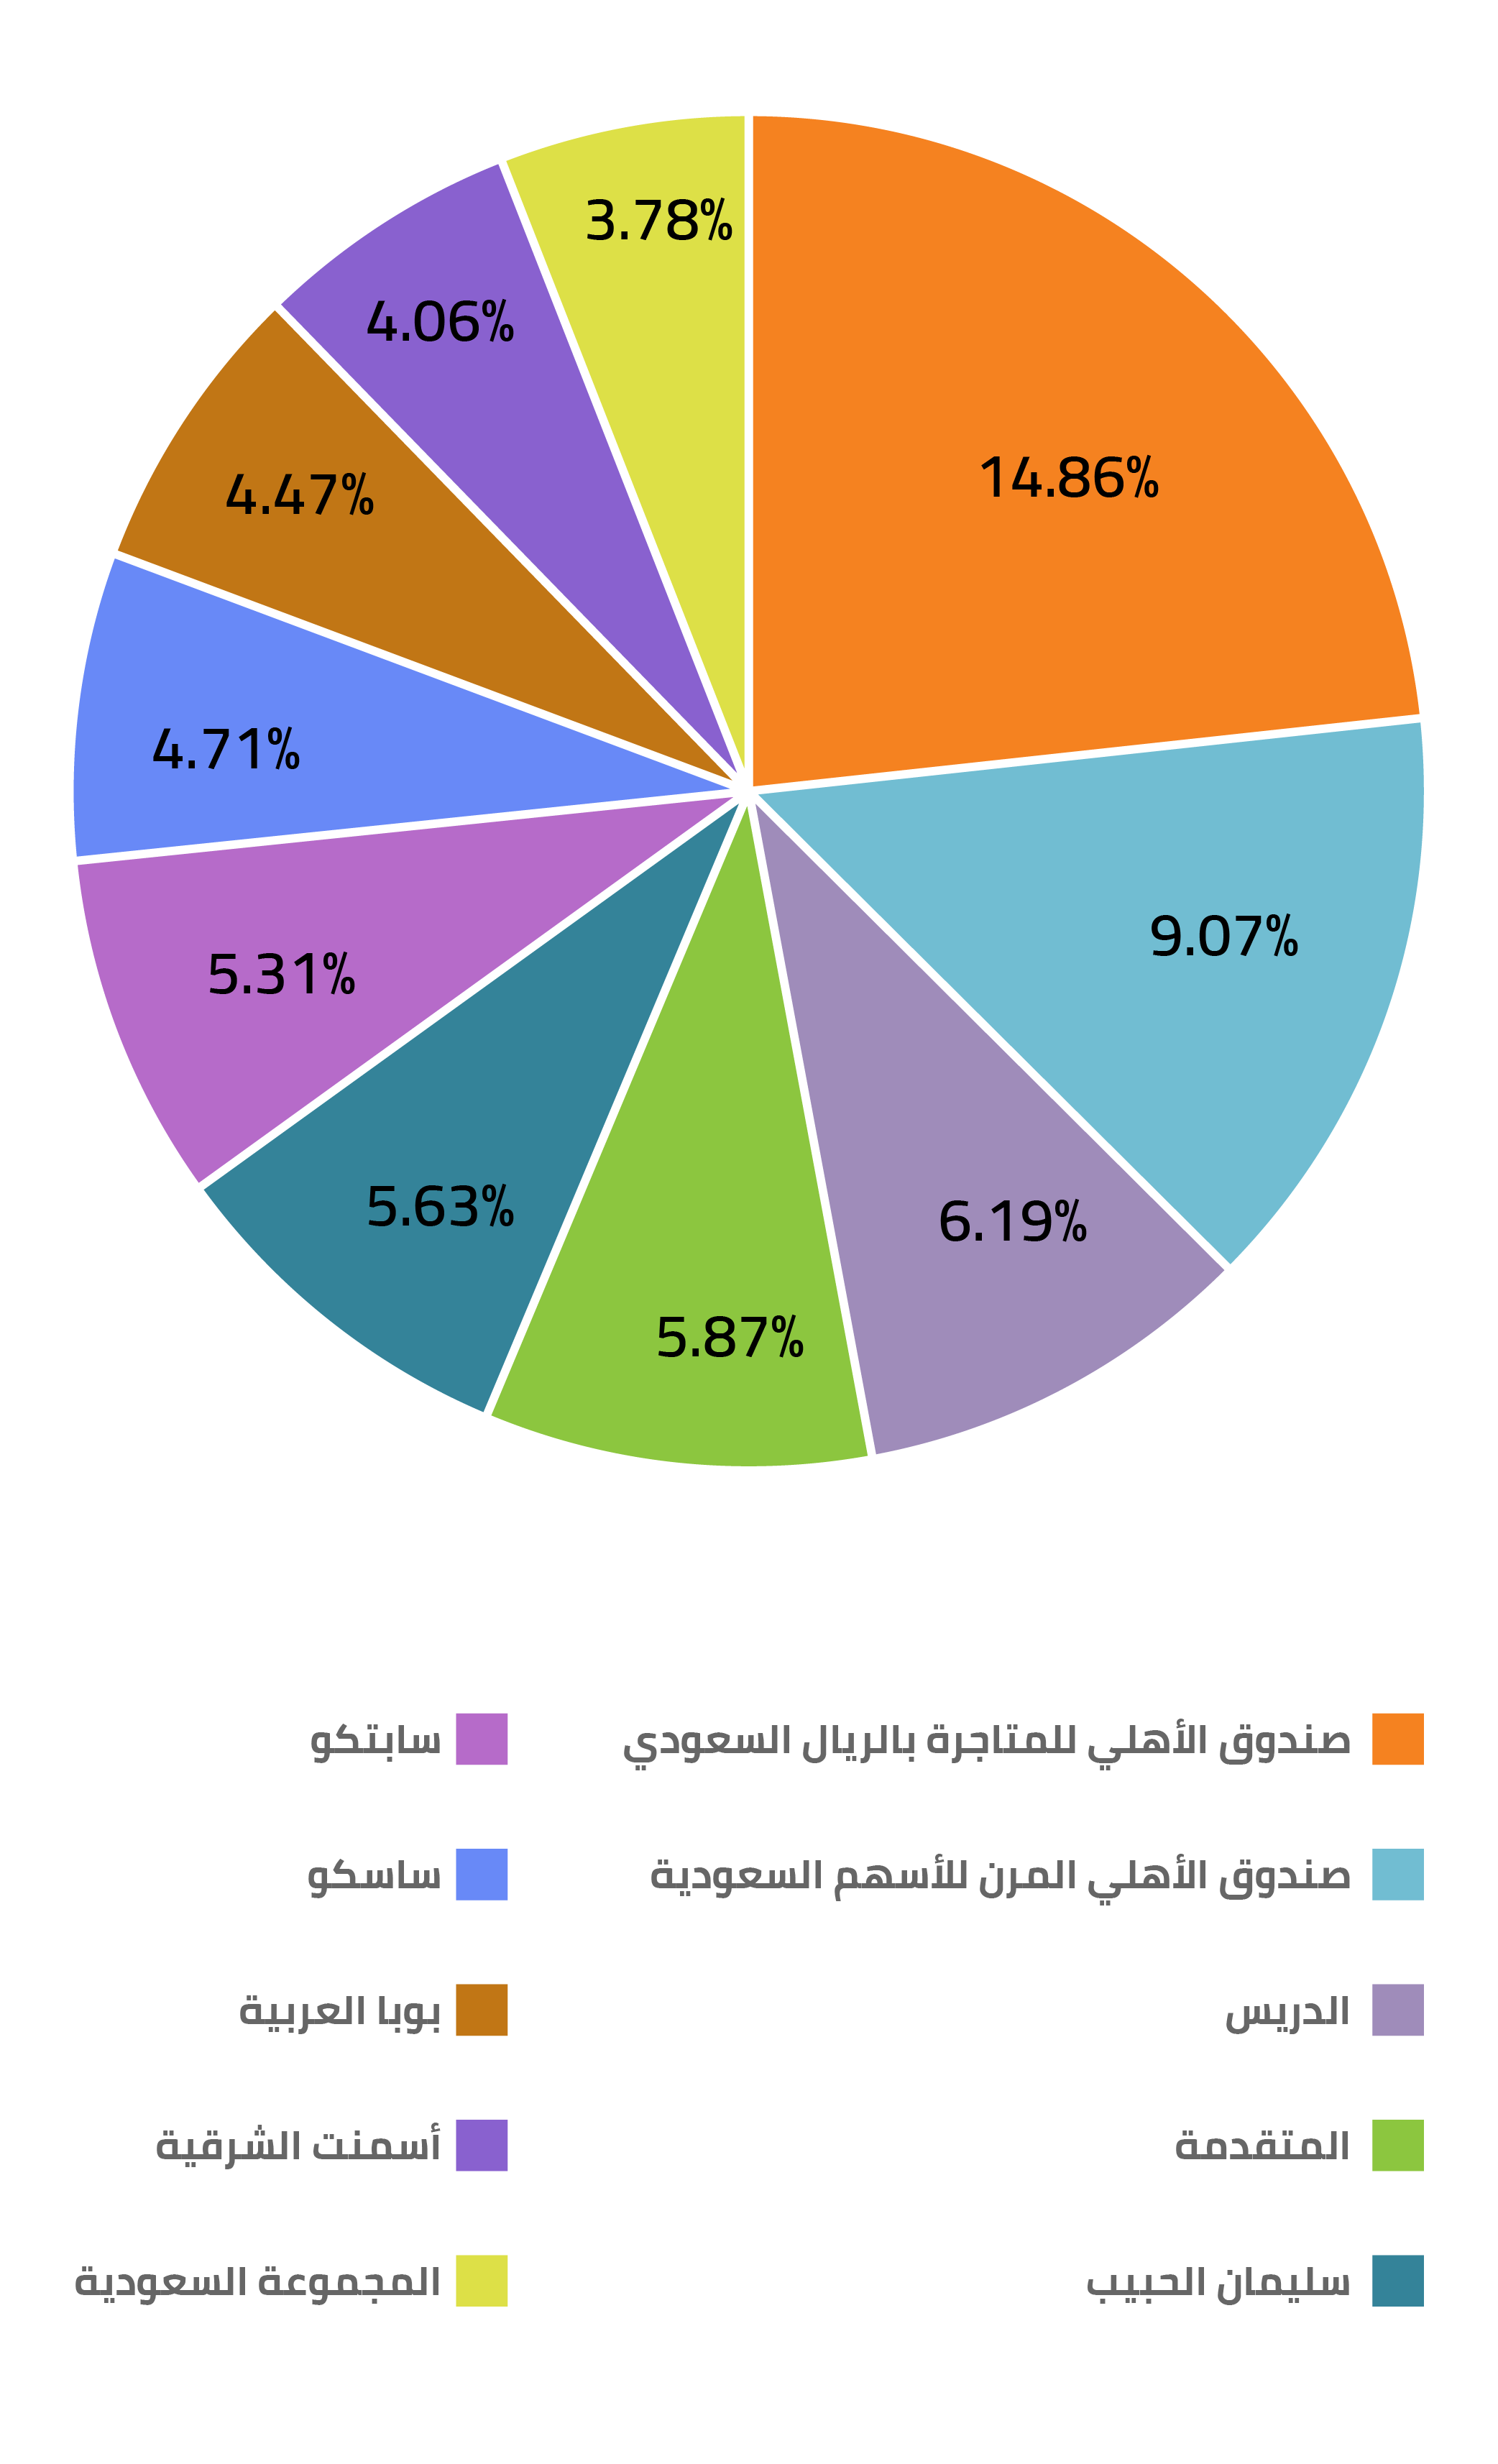 14.86%
9.07%
6.19%
5.87%
5.63%
5.31%
4.71%
4.47%
4.06%
3.78%
صندوق الأهلي للمتاجرة بالريال السعودي
صندوق الأهلي المرن للأسهم السعودية
الدريس
المتقدمة
سليمان الحبيب
سابتكو
ساسكو
بوبا العربية
أسمنت الشرقية
المجموعة السعودية